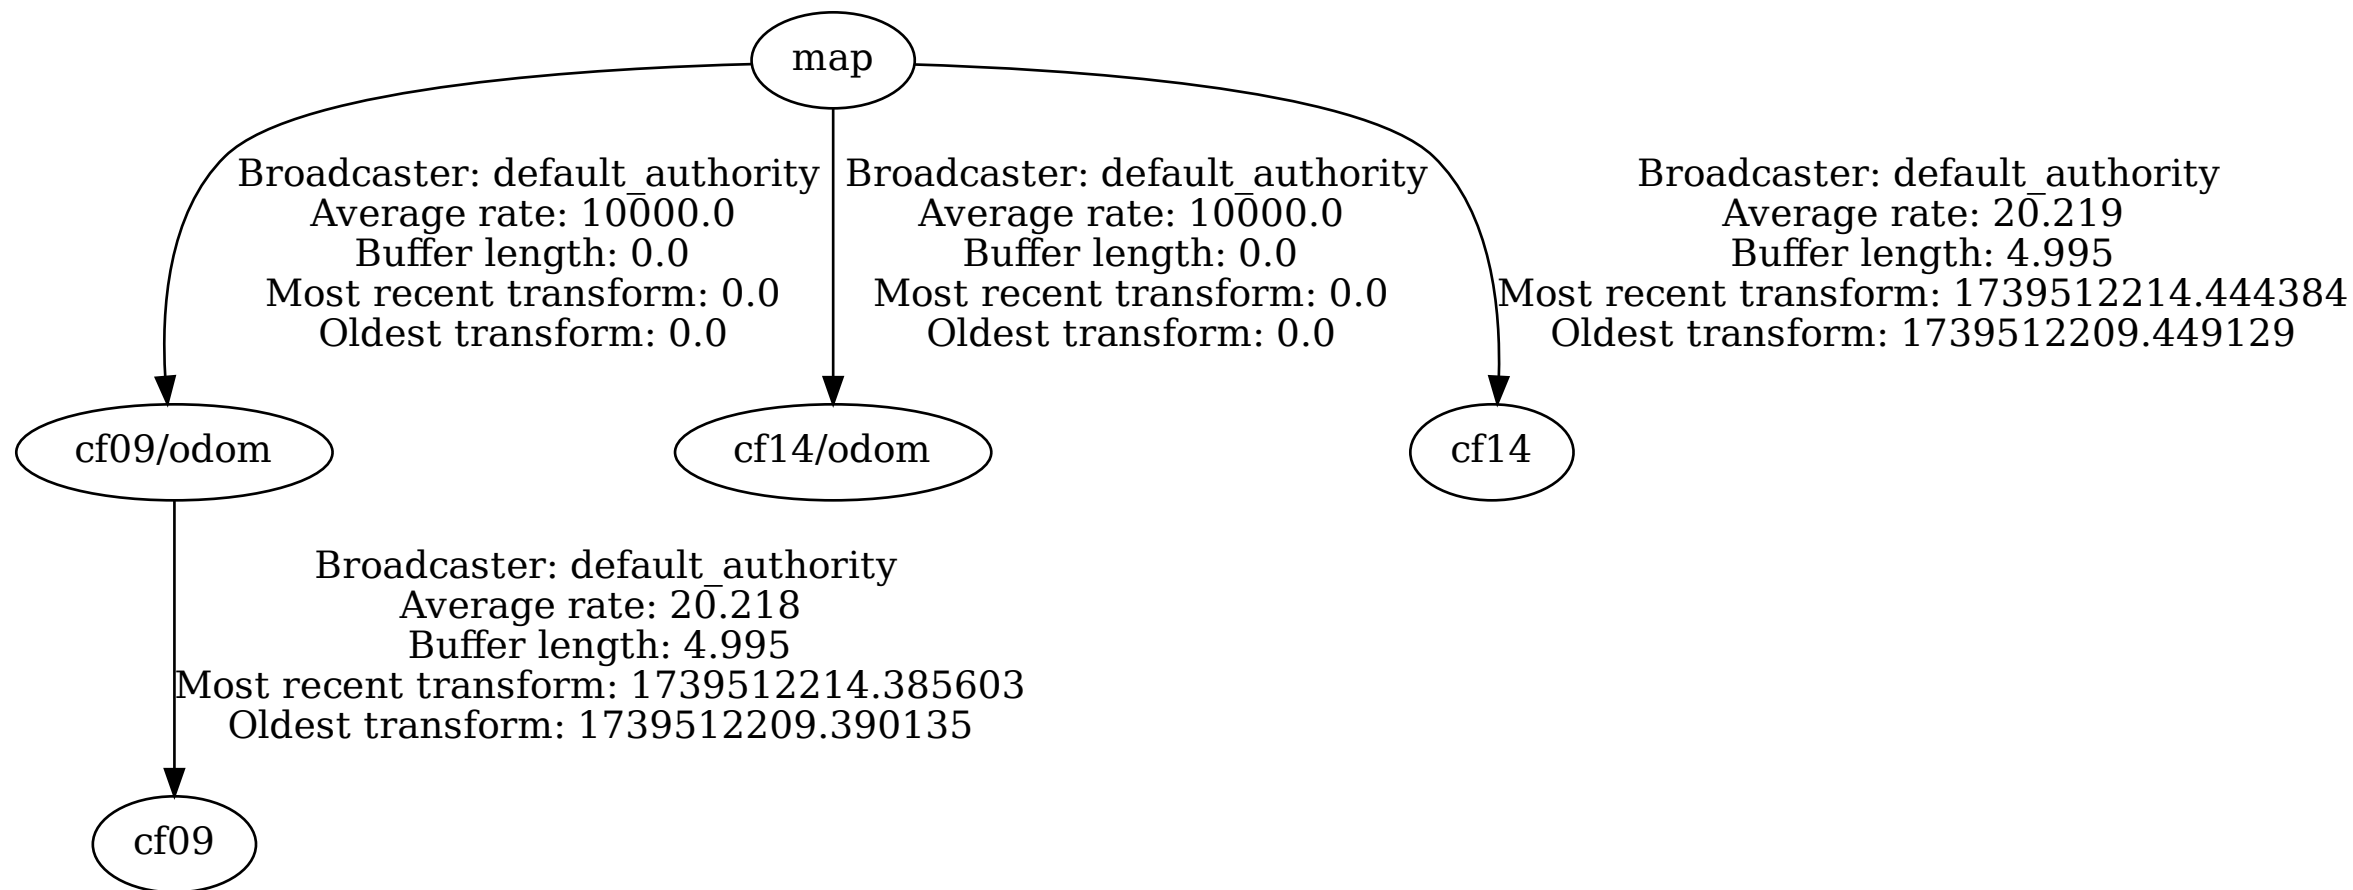 map
Broadcaster: default_authority
Average rate: 10000.0
Buffer length: 0.0
Most recent transform: 0.0
Oldest transform: 0.0
Broadcaster: default_authority
Average rate: 10000.0
Buffer length: 0.0
Most recent transform: 0.0
Oldest transform: 0.0
Broadcaster: default_authority
Average rate: 20.219
Buffer length: 4.995
Most recent transform: 1739512214.444384
Oldest transform: 1739512209.449129
cf09/odom
cf14/odom
cf14
Broadcaster: default_authority
Average rate: 20.218
Buffer length: 4.995
Most recent transform: 1739512214.385603
Oldest transform: 1739512209.390135
cf09